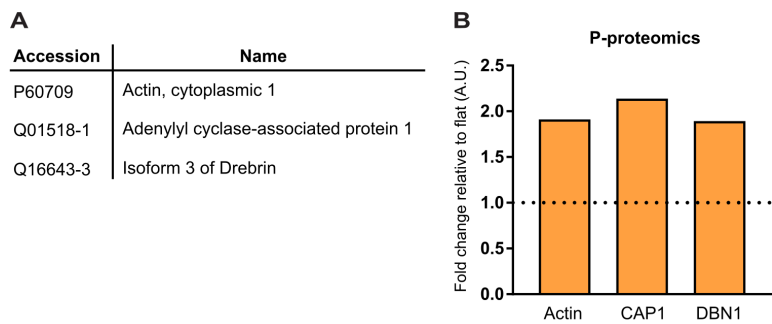 A
Accession Name
P60709 Actin, cytoplasmic 1
Q01518-1 Adenylyl cyclase-associated protein 1
Q16643-3 Isoform 3 of Drebrin
B
P-proteomics
Fold change relative to flat (A.U.)
2.5
2.0
1.5
1.0
0.5
0.0
Actin CAP1 DBN1